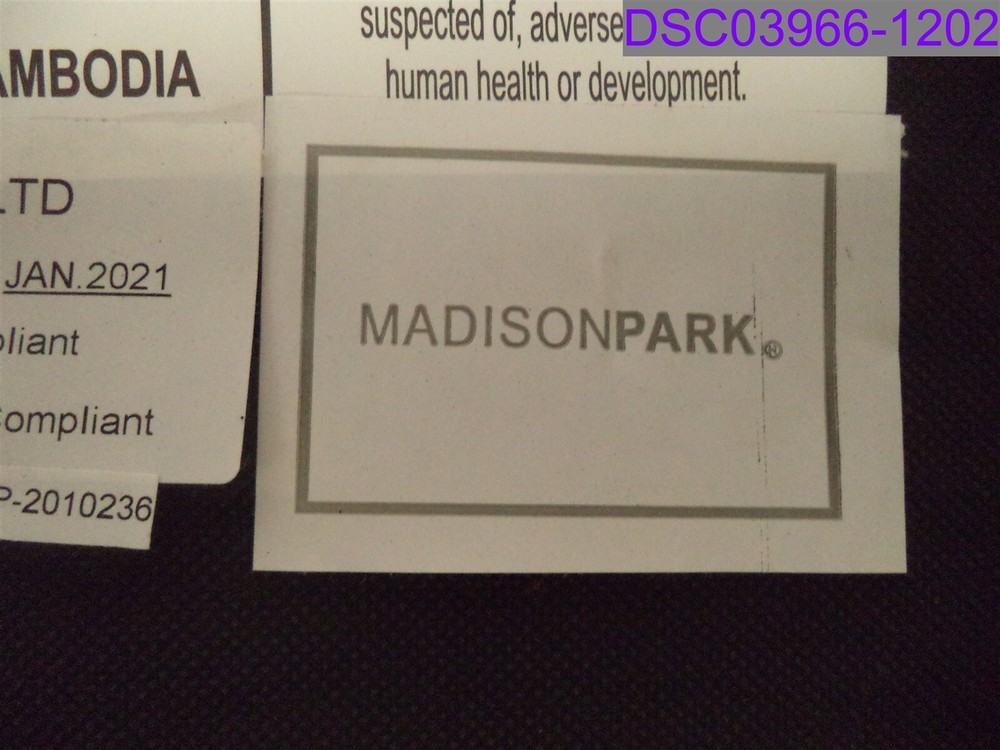 suspected of, adverse
DSC03966-1202
human health or development.
AMBODIA
LTD
JAN.2021
pliant
Compliant
P-2010236
MADISONPARK®